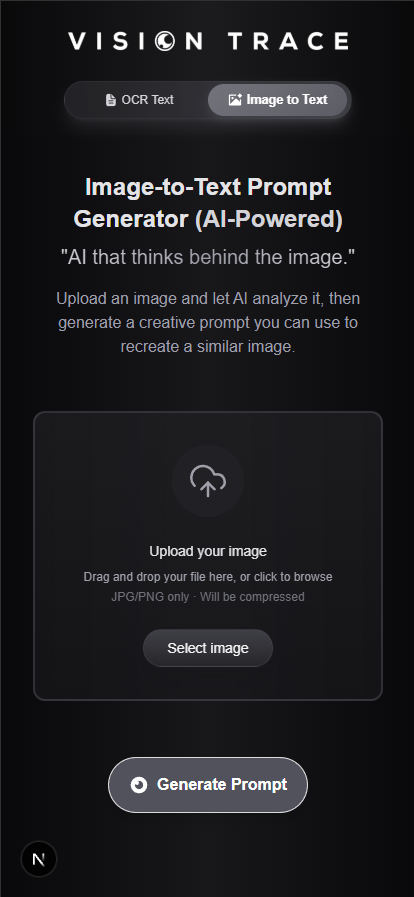 VISION TRACE
OCR Text
Image to Text
Image-to-Text Prompt
Generator (AI-Powered)
"AI that thinks behind the image."
Upload an image and let AI analyze it, then
generate a creative prompt you can use to
recreate a similar image.
Upload your image
Drag and drop your file here, or click to browse
JPG/PNG only · Will be compressed
Select image
Generate Prompt
N